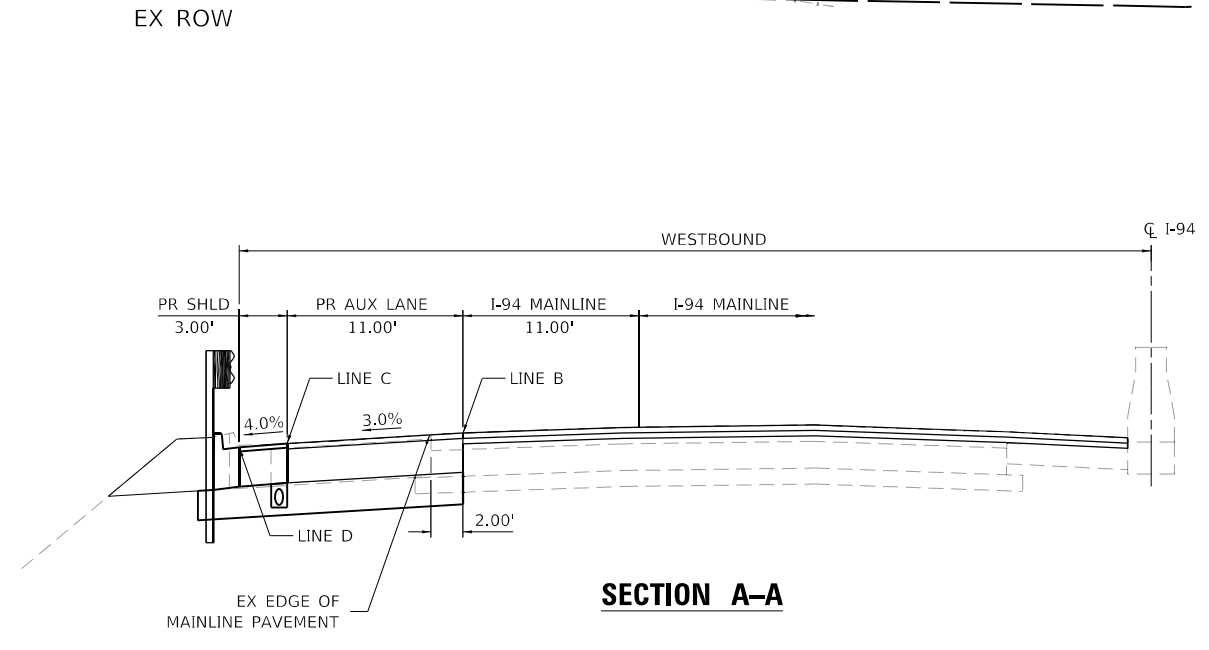 EX ROW
WESTBOUND
℄ I-94
PR SHLD
PR AUX LANE
I-94 MAINLINE
I-94 MAINLINE
3.00'
11.00'
11.00'
LINE C
LINE B
4.0%
3.0%
2.00'
LINE D
EX EDGE OF
MAINLINE PAVEMENT
SECTION A–A